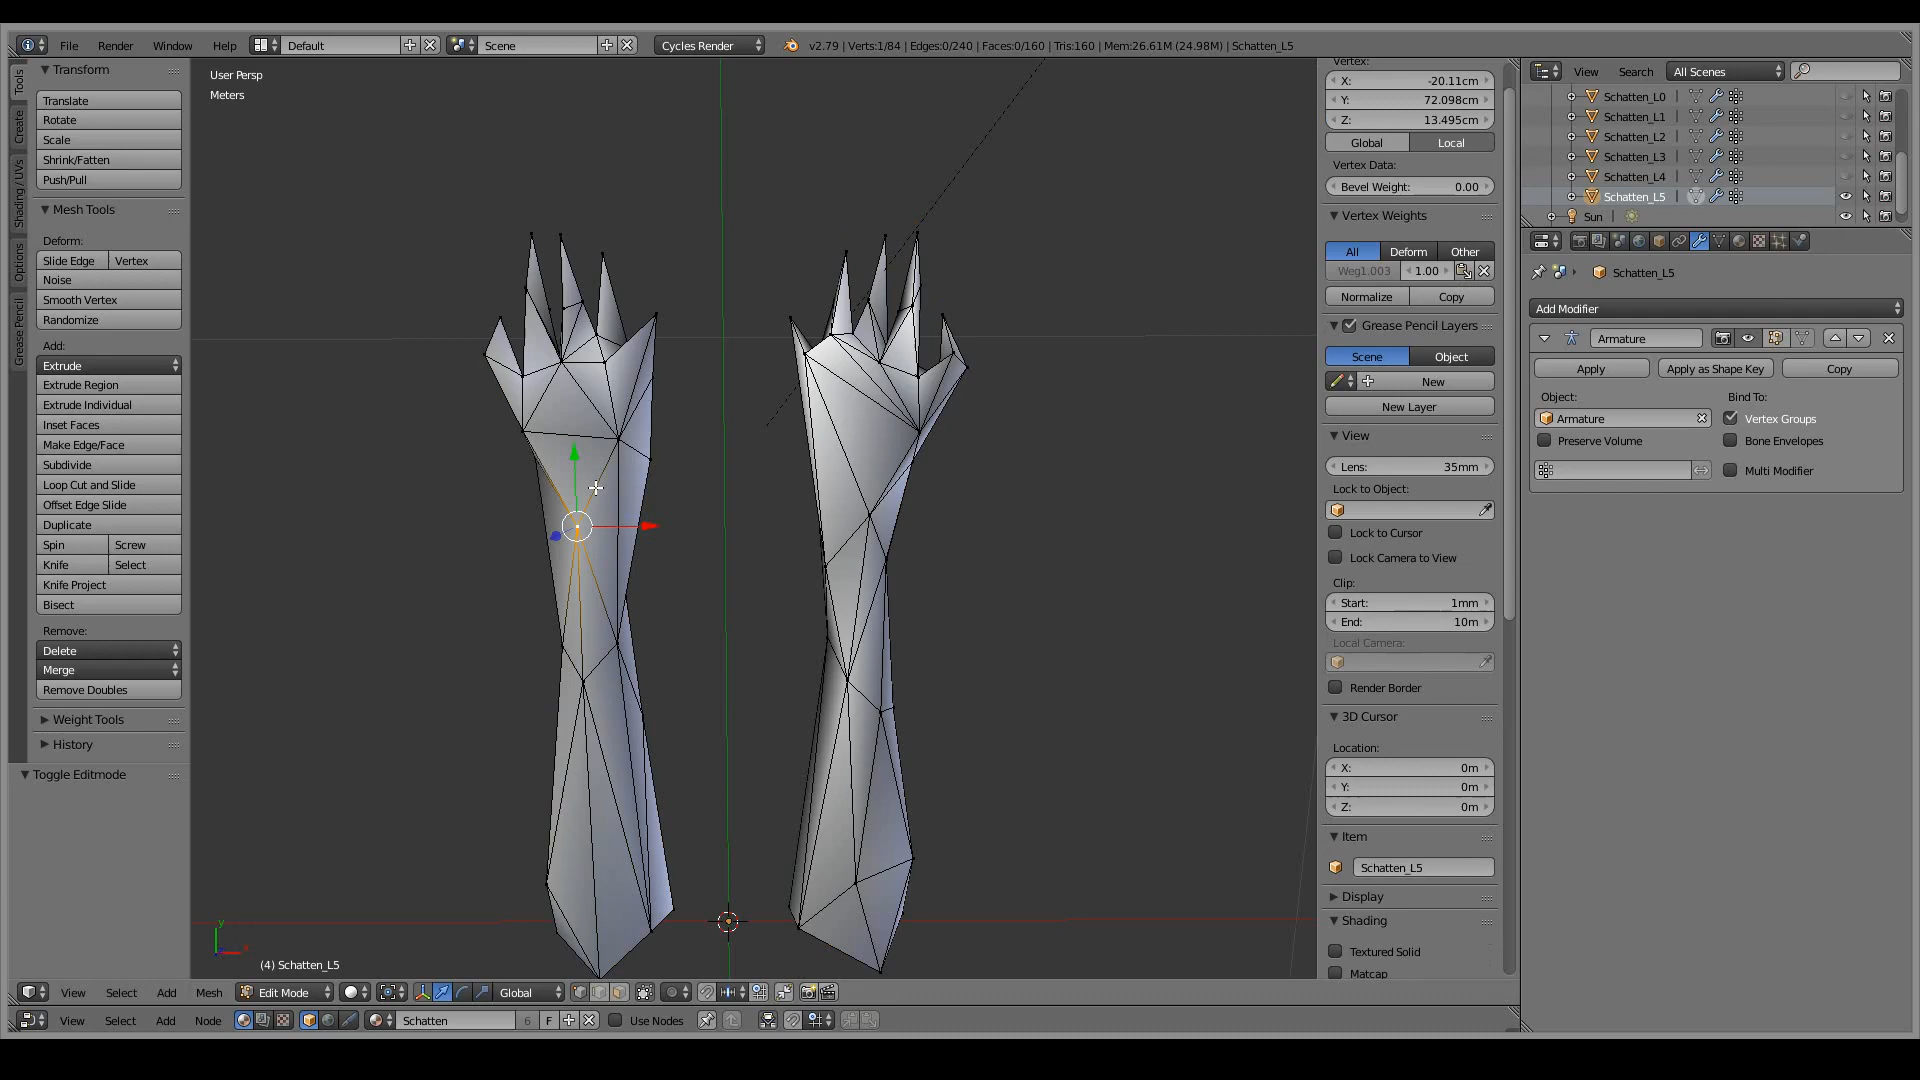 File Render Window Help Default Scene Cycles Render v2.79 | Verts:1/84 | Edges:0/240 | Faces:0/160 | Tris:160 | Mem:26.61M (24.98M) | Schatten_L5
Tools
Create
Shading / UVs
Options
Grease Pencil
Transform
Translate
Rotate
Scale
Shrink/Fatten
Push/Pull
Mesh Tools
Deform:
Slide Edge Vertex
Noise
Smooth Vertex
Randomize
Add:
Extrude
Extrude Region
Extrude Individual
Inset Faces
Make Edge/Face
Subdivide
Loop Cut and Slide
Offset Edge Slide
Duplicate
Spin Screw
Knife Select
Knife Project
Bisect
Remove:
Delete
Merge
Remove Doubles
Weight Tools
History
Toggle Editmode
User Persp
Meters
y
x
(4) Schatten_L5
Vertex:
X: -20.11cm
Y: 72.098cm
Z: 13.495cm
Global Local
Vertex Data:
Bevel Weight: 0.00
Vertex Weights
All Deform Other
Weg1.003 1.00
Normalize Copy
Grease Pencil Layers
Scene Object
New
New Layer
View
Lens: 35mm
Lock to Object:
Lock to Cursor
Lock Camera to View
Clip:
Start: 1mm
End: 10m
Local Camera:
Render Border
3D Cursor
Location:
X: 0m
Y: 0m
Z: 0m
Item
Schatten_L5
Display
Shading
Textured Solid
Matcap
View Search All Scenes
Schatten_L0
Schatten_L1
Schatten_L2
Schatten_L3
Schatten_L4
Schatten_L5
Sun
Schatten_L5
Add Modifier
Armature
Apply Apply as Shape Key Copy
Object: Bind To:
Armature Vertex Groups
Preserve Volume Bone Envelopes
Multi Modifier
View Select Add Mesh Edit Mode Global
View Select Add Node Schatten 6 F Use Nodes